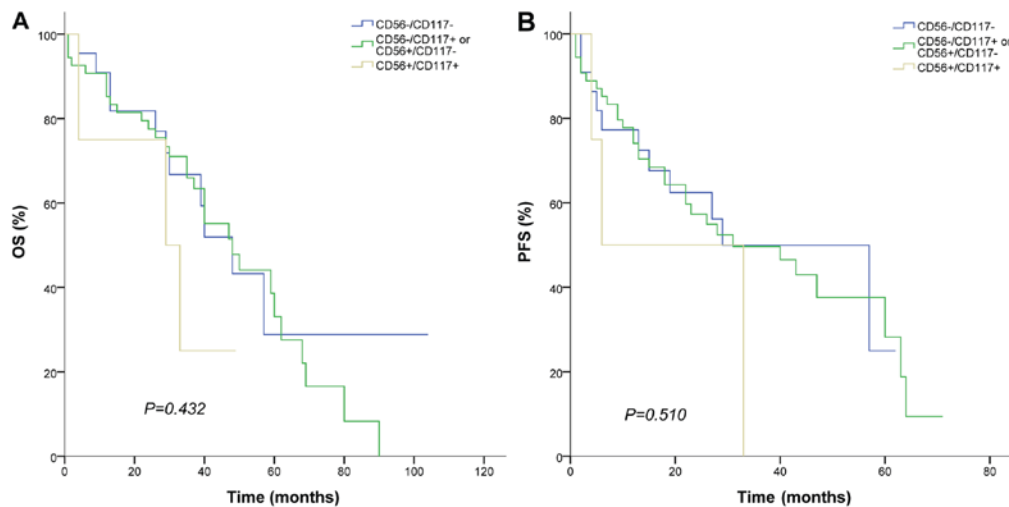 A
CD56-/CD117-
CD56-/CD117+ or
CD56+/CD117-
CD56+/CD117+
100
80
60
40
20
0
OS (%)
P=0.432
0 20 40 60 80 100 120
Time (months)
B
CD56-/CD117-
CD56-/CD117+ or
CD56+/CD117-
CD56+/CD117+
100
80
60
40
20
0
PFS (%)
P=0.510
0 20 40 60 80
Time (months)